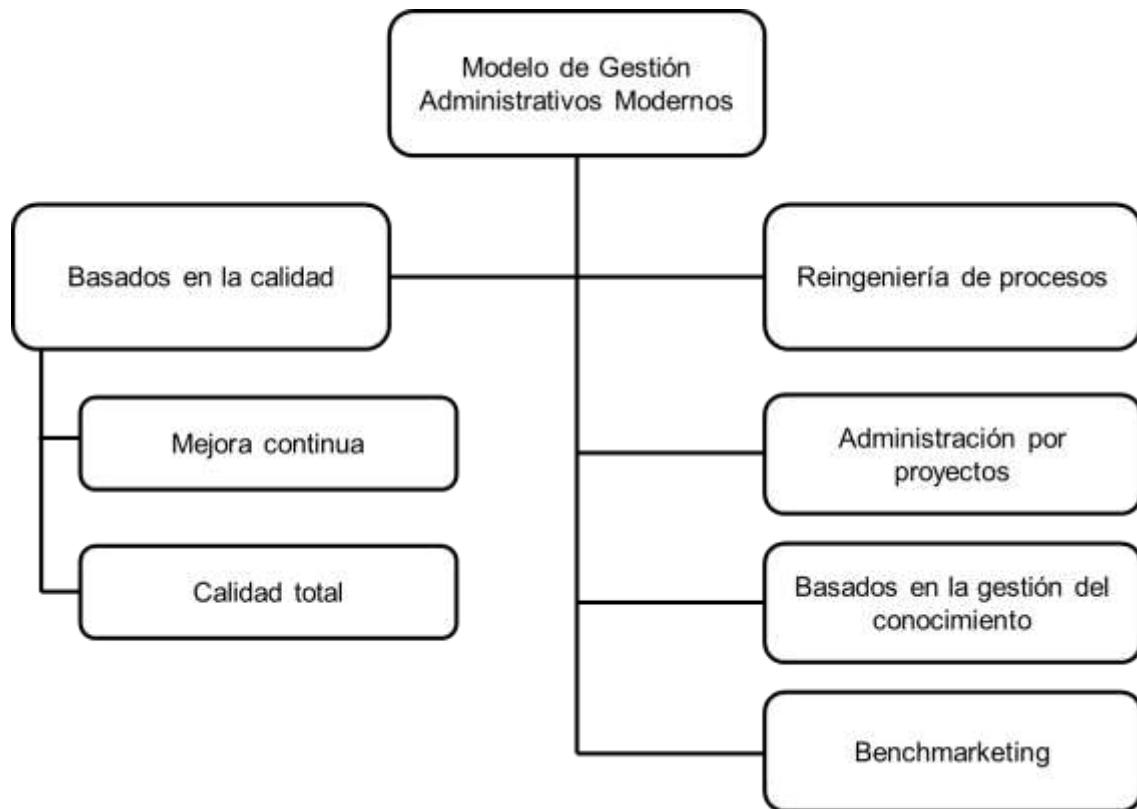 Modelo de Gestión
Administrativos Modernos
Basados en la calidad
Reingeniería de procesos
Mejora continua
Administración por
proyectos
Calidad total
Basados en la gestión del
conocimiento
Benchmarketing